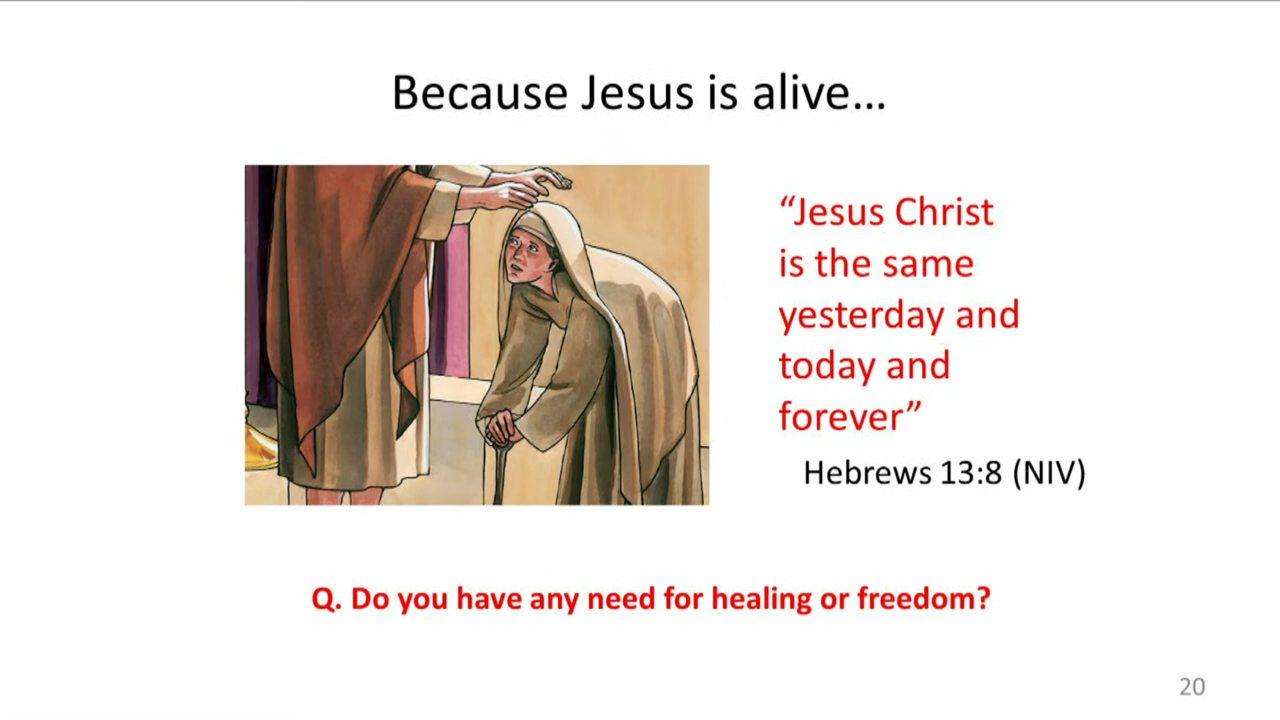 Because Jesus is alive…
“Jesus Christ
is the same
yesterday and
today and
forever”
Hebrews 13:8 (NIV)
Q. Do you have any need for healing or freedom?
20